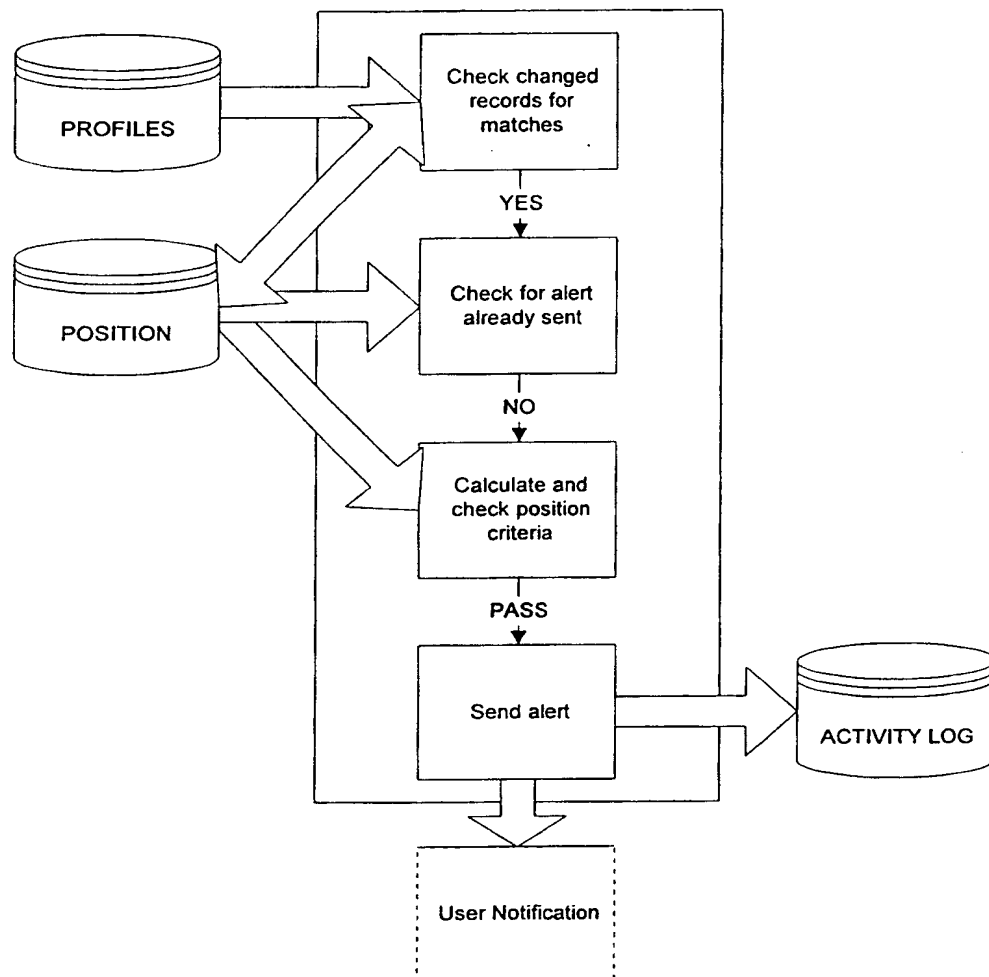 Check changed
records for
matches
PROFILES
YES
Check for alert
already sent
POSITION
NO
Calculate and
check position
criteria
PASS
Send alert
ACTIVITY LOG
User Notification